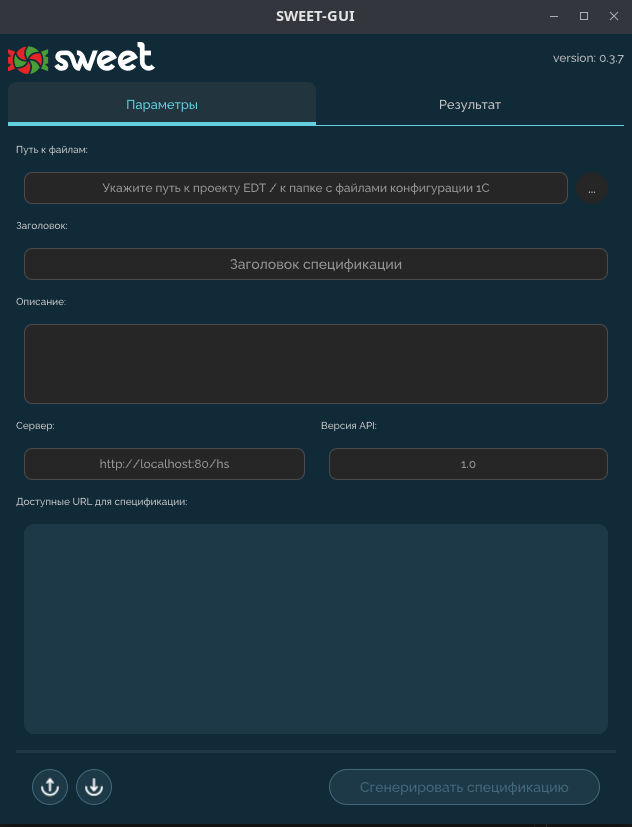 SWEET-GUI
sweet
version: 0.3.7
Параметры
Результат
Путь к файлам:
Укажите путь к проекту EDT / к папке с файлами конфигурации 1С
...
Заголовок:
Заголовок спецификации
Описание:
Сервер:
Версия API:
http://localhost:80/hs
1.0
Доступные URL для спецификации:
Сгенерировать спецификацию